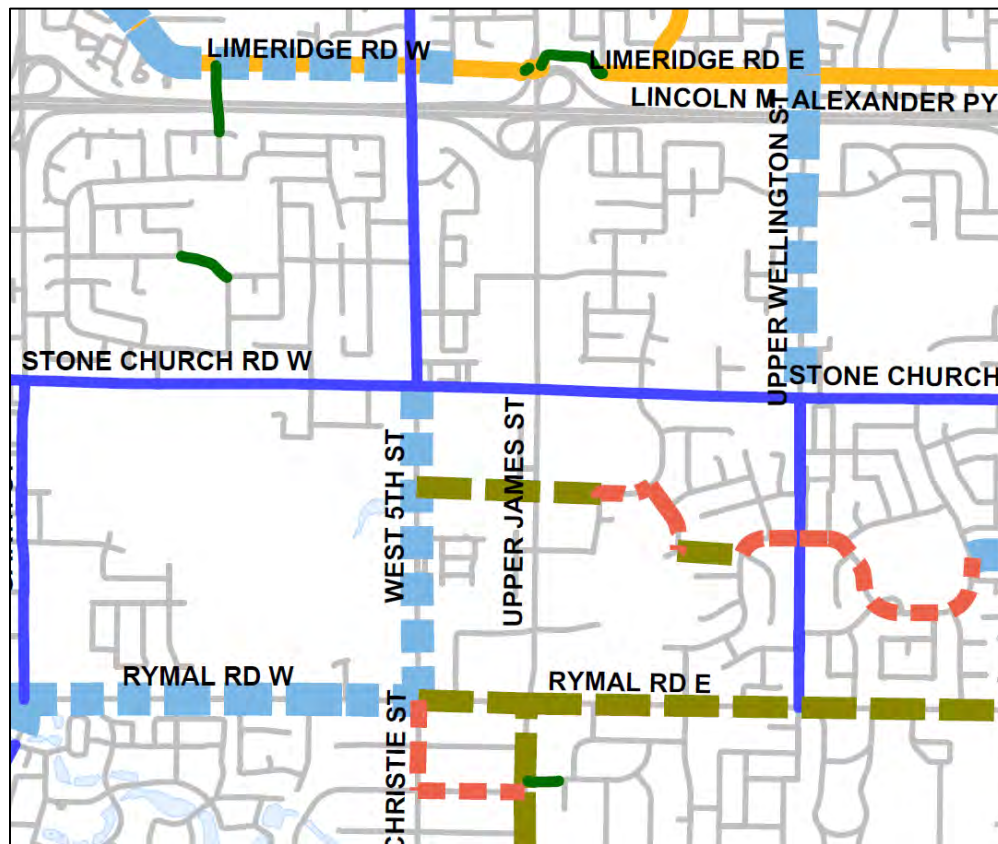 LIMERIDGE RD W
LIMERIDGE RD E
LINCOLN M. ALEXANDER PY
UPPER WELLINGTON ST
STONE CHURCH RD W
STONE CHURCH
WEST 5TH ST
UPPER JAMES ST
RYMAL RD W
RYMAL RD E
CHRISTIE ST